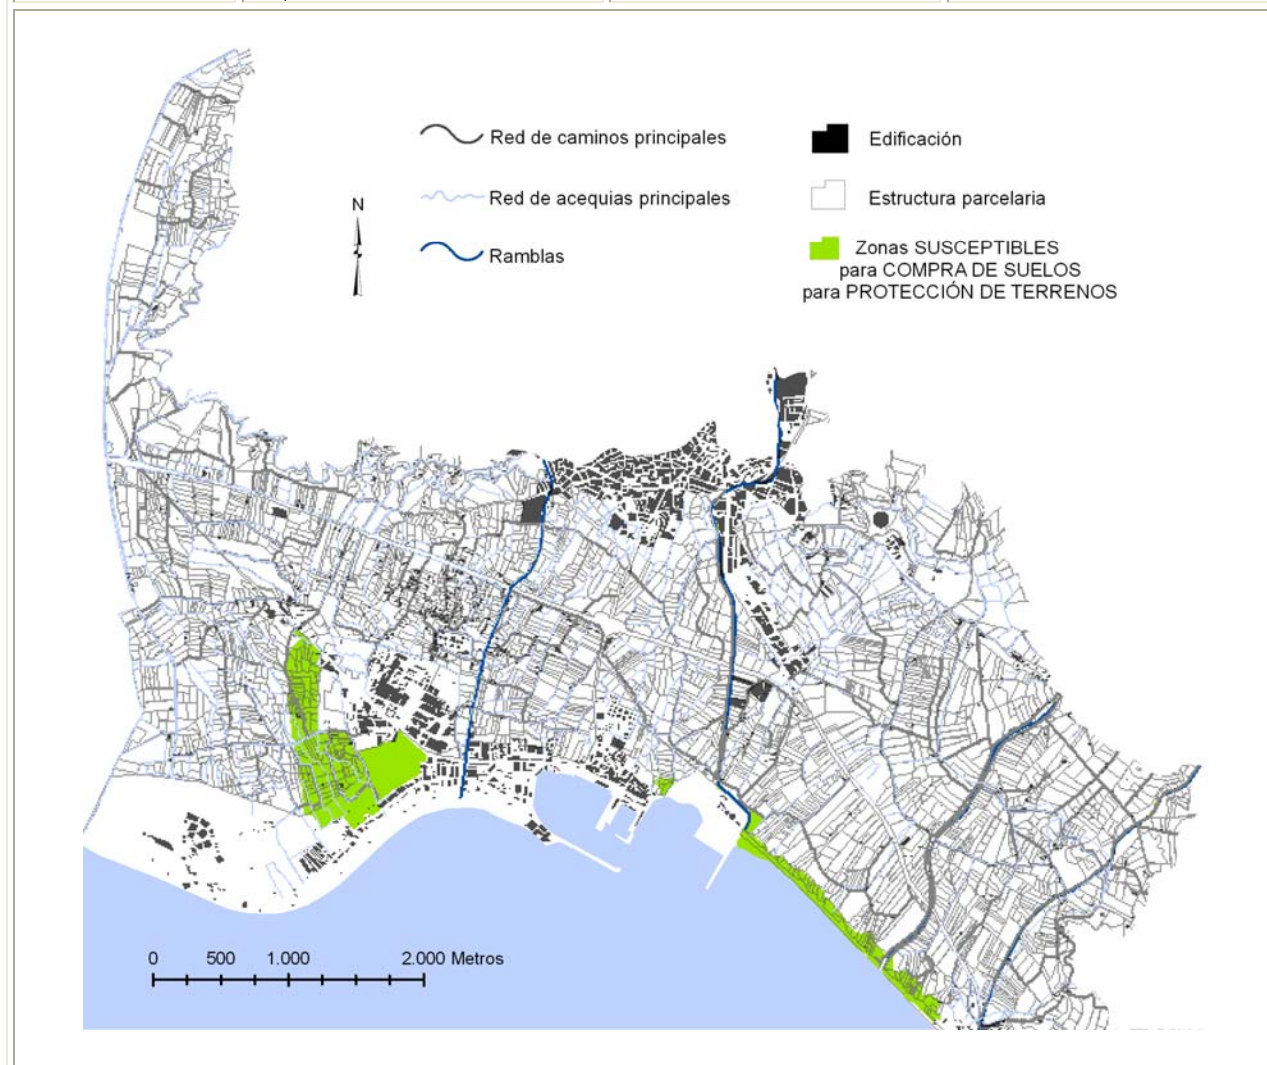 Red de caminos principales
Edificación
N
Red de acequias principales
Estructura parcelaria
Ramblas
Zonas SUSCEPTIBLES
para COMPRA DE SUELOS
para PROTECCIÓN DE TERRENOS
0 500 1.000 2.000 Metros